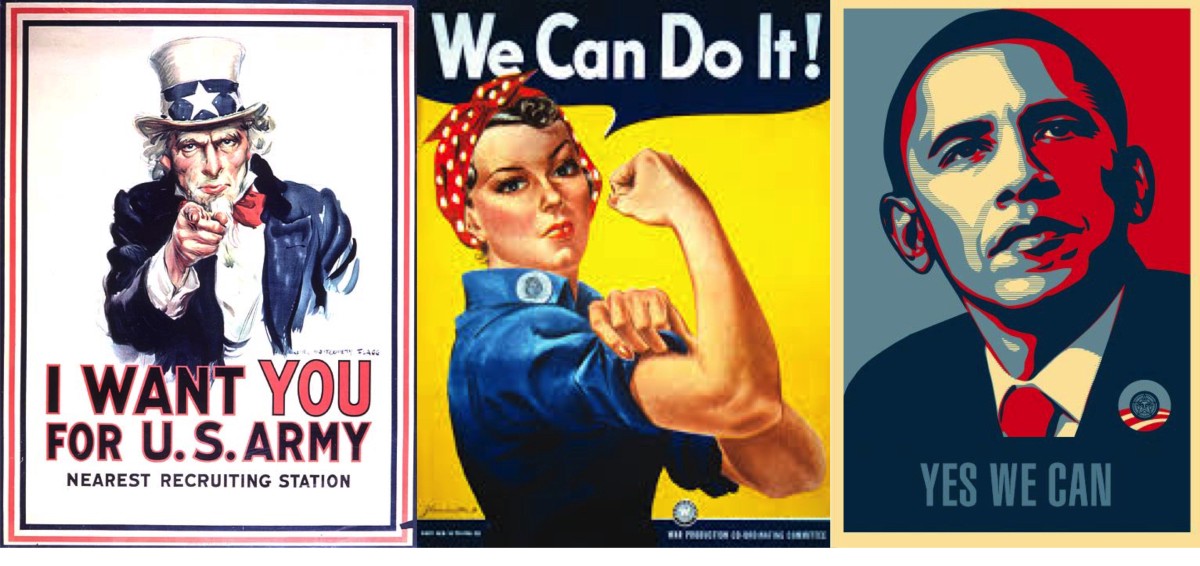 I WANT YOU
FOR U.S. ARMY
NEAREST RECRUITING STATION
We Can Do It!
WAR PRODUCTION CO-ORDINATING COMMITTEE
YES WE CAN